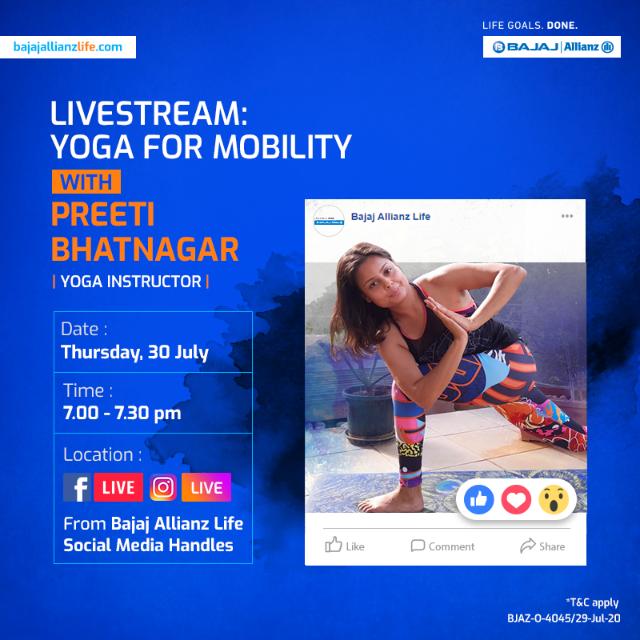 LIFE GOALS. DONE.
bajajallianzlife.com
BAJAJ | Allianz
LIVESTREAM:
YOGA FOR MOBILITY
WITH
PREETI
BHATNAGAR
| YOGA INSTRUCTOR |
Bajaj Allianz Life
Date :
Thursday, 30 July
Time :
7.00 - 7.30 pm
Location :
f LIVE LIVE
From Bajaj Allianz Life
Social Media Handles
Like Comment Share
*T&C apply
BJAZ-O-4045/29-Jul-20